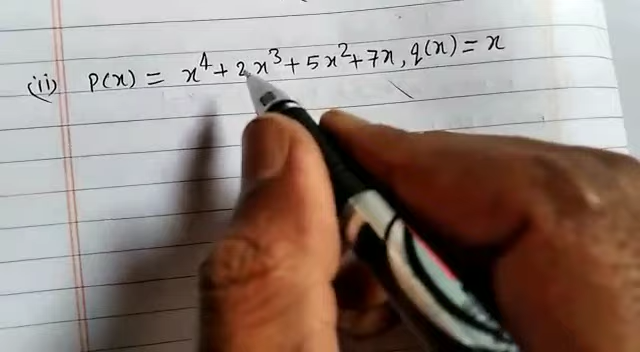 (ii) P(x) = x⁴ + 2x³ + 5x² + 7x, q(x) = x